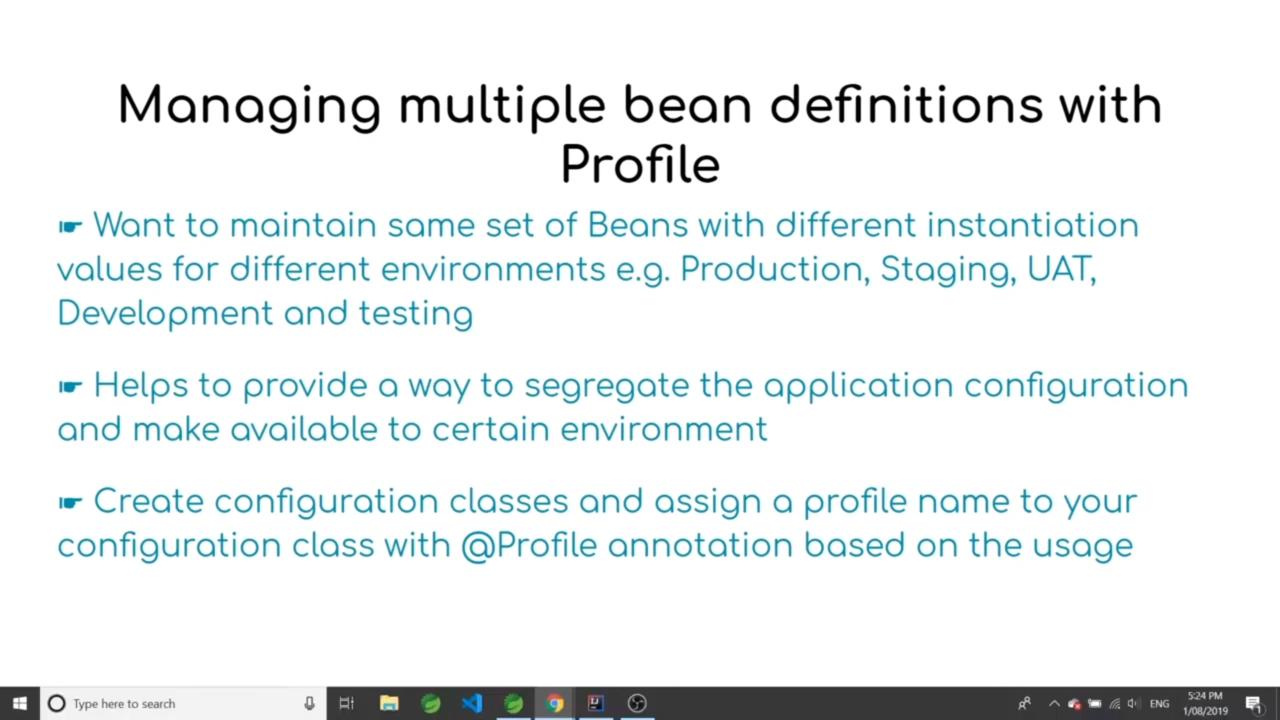 Managing multiple bean definitions with
Profile
☛ Want to maintain same set of Beans with different instantiation
values for different environments e.g. Production, Staging, UAT,
Development and testing
☛ Helps to provide a way to segregate the application configuration
and make available to certain environment
☛ Create configuration classes and assign a profile name to your
configuration class with @Profile annotation based on the usage
Type here to search
ENG
5:24 PM
1/08/2019
1